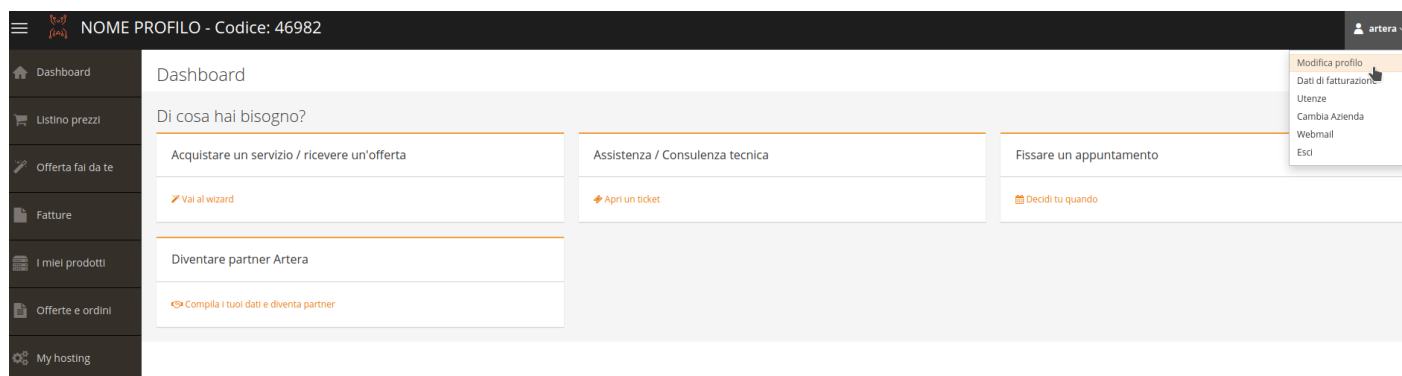 NOME PROFILO - Codice: 46982
artera
Modifica profilo
Dati di fatturazione
Utenze
Cambia Azienda
Webmail
Esci
Dashboard
Listino prezzi
Offerta fai da te
Fatture
I miei prodotti
Offerte e ordini
My hosting
Dashboard
Di cosa hai bisogno?
Acquistare un servizio / ricevere un'offerta
Vai al wizard
Assistenza / Consulenza tecnica
Apri un ticket
Fissare un appuntamento
Decidi tu quando
Diventare partner Artera
Compila i tuoi dati e diventa partner